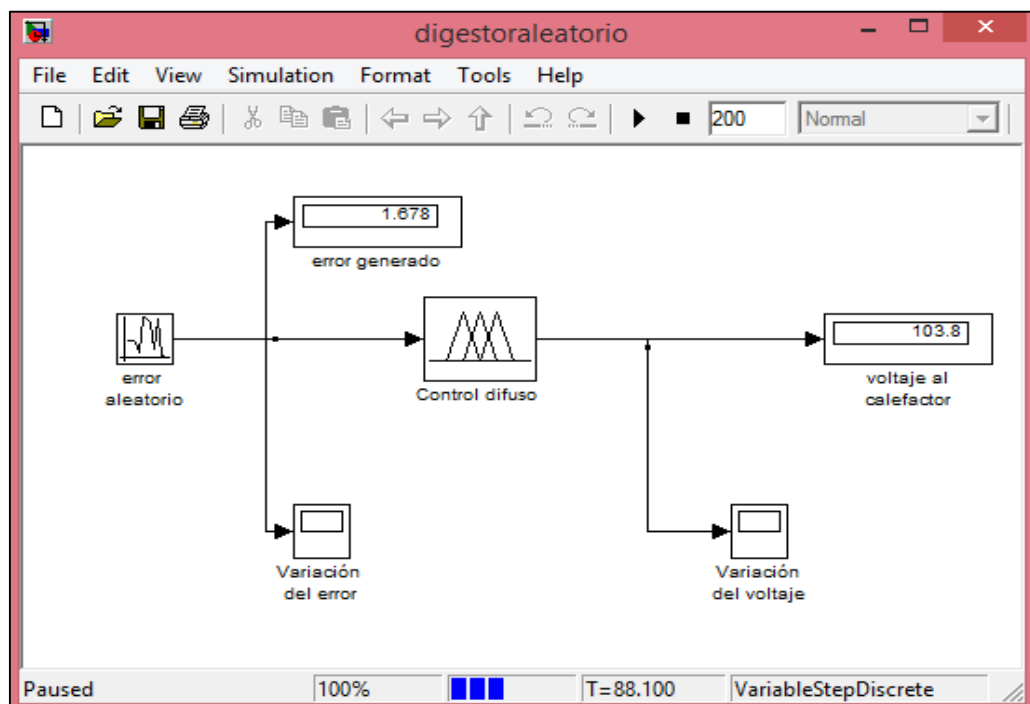 digestoraleatorio
File Edit View Simulation Format Tools Help
200 Normal
1.678
error generado
103.8
error
aleatorio
Control difuso
voltaje al
calefactor
Variación
del error
Variación
del voltaje
Paused 100% T=88.100 VariableStepDiscrete